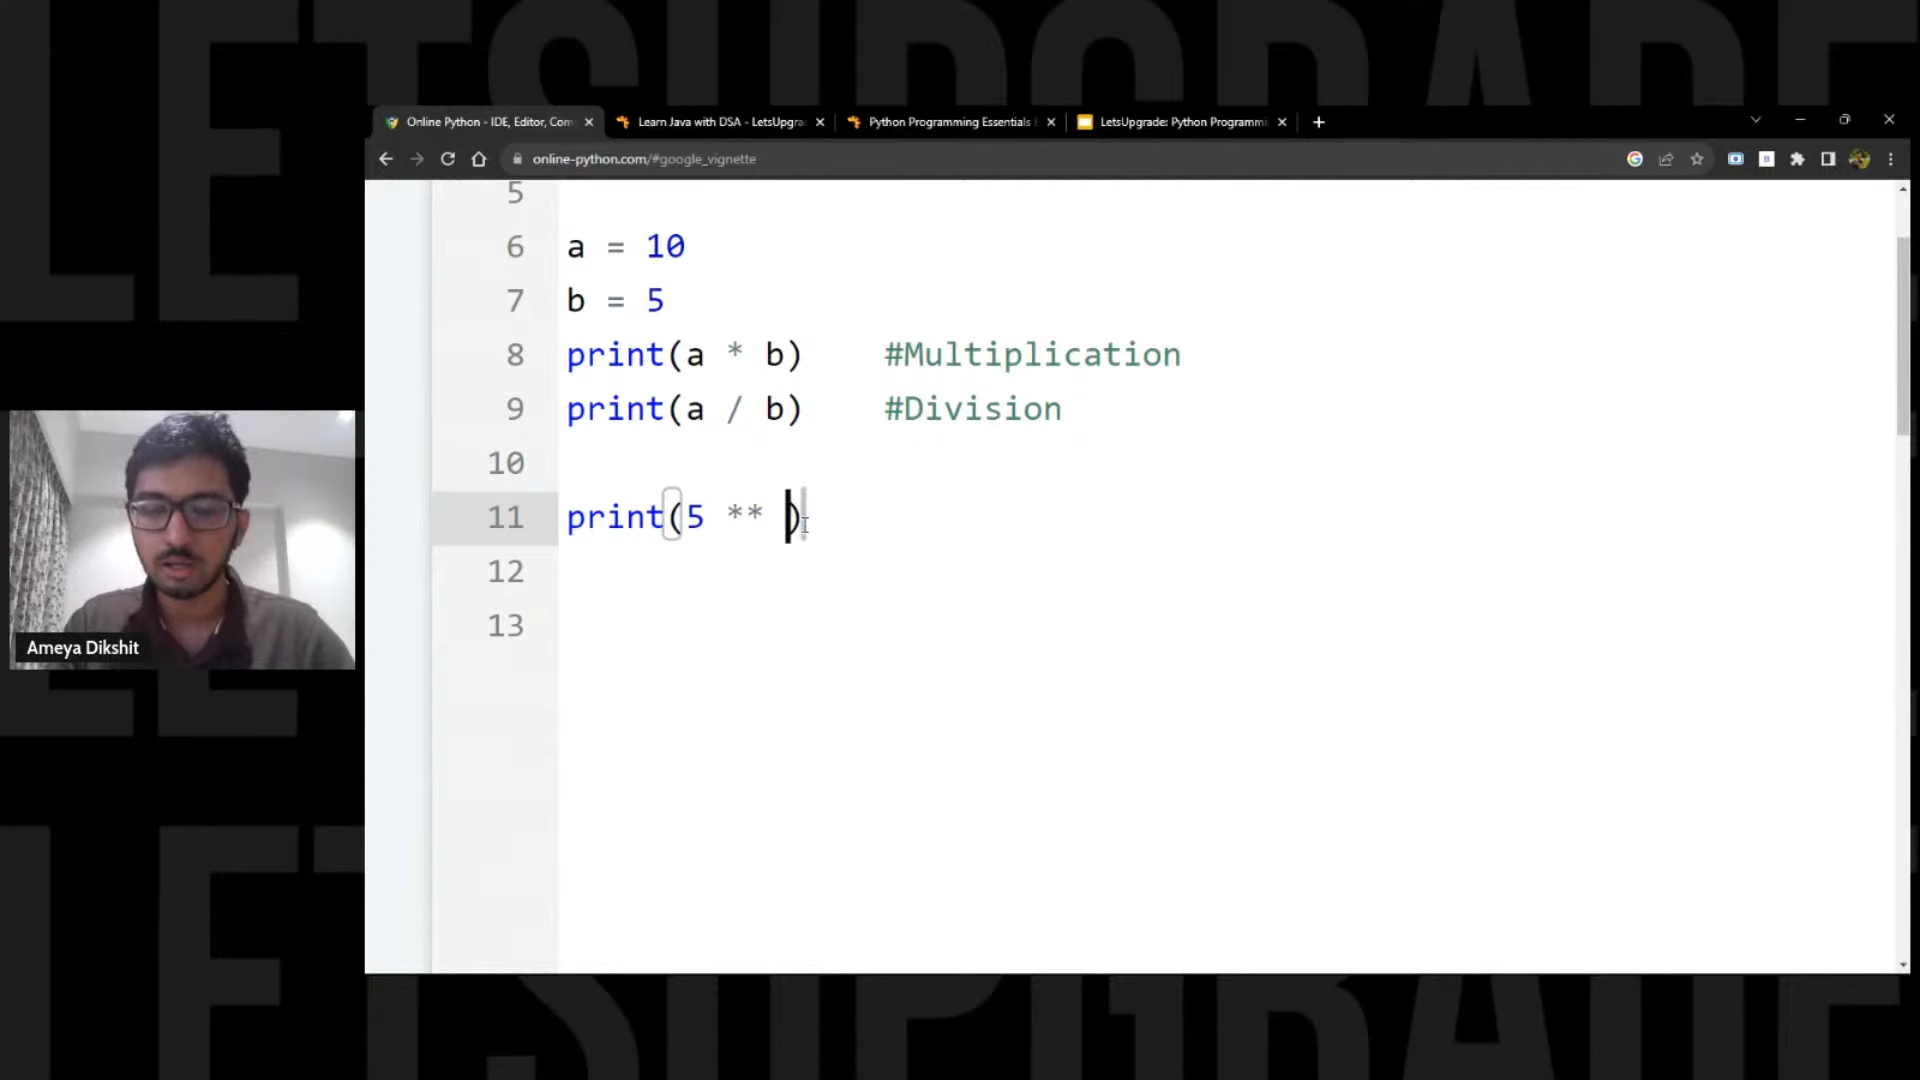 Online Python - IDE, Editor, Com
Learn Java with DSA - LetsUpgra
Python Programming Essentials
LetsUpgrade: Python Programmi
online-python.com/#google_vignette
5
6 a = 10
7 b = 5
8 print(a * b) #Multiplication
9 print(a / b) #Division
10
11 print(5 ** )
12
13
Ameya Dikshit
LETSUPGRADE
LETSUPGRADE